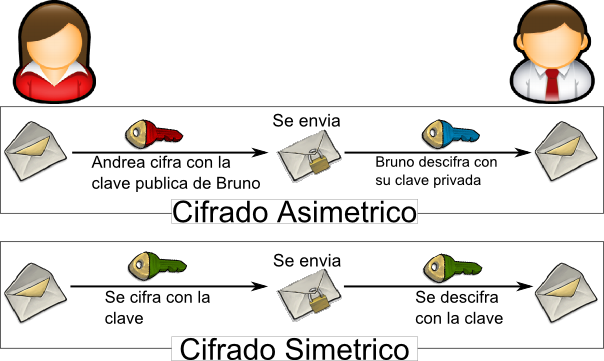 Se envia
Andrea cifra con la
clave publica de Bruno
Bruno descifra con
su clave privada
Cifrado Asimetrico
Se envia
Se cifra con la
clave
Se descifra
con la clave
Cifrado Simetrico